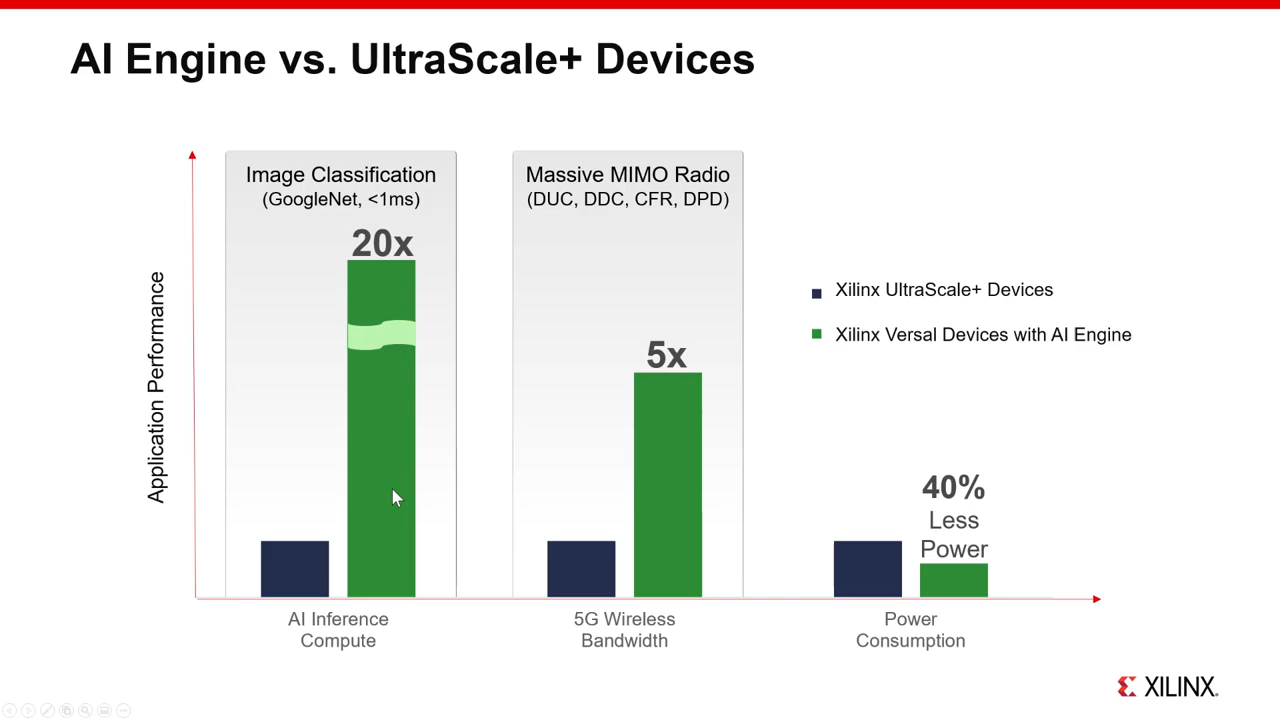 AI Engine vs. UltraScale+ Devices
Application Performance
Image Classification
(GoogleNet, <1ms)
20x
Massive MIMO Radio
(DUC, DDC, CFR, DPD)
5x
Xilinx UltraScale+ Devices
Xilinx Versal Devices with AI Engine
40%
Less
Power
AI Inference
Compute
5G Wireless
Bandwidth
Power
Consumption
XILINX.